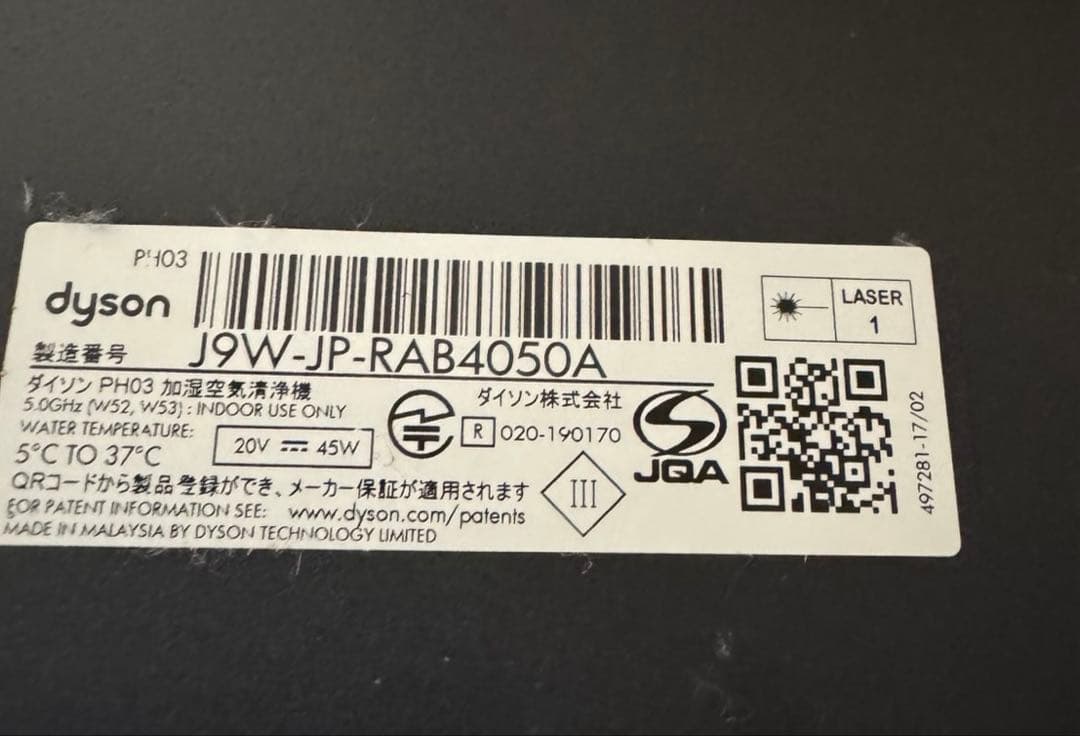 PH03
dyson
LASER
1
製造番号 J9W-JP-RAB4050A
ダイソン PH03 加湿空気清浄機
5.0GHz (W52, W53) : INDOOR USE ONLY
WATER TEMPERATURE:
5°C TO 37°C
20V ⎓ 45W
ダイソン株式会社
R 020-190170
JQA
III
QRコードから製品登録ができ、メーカー保証が適用されます
FOR PATENT INFORMATION SEE: www.dyson.com/patents
MADE IN MALAYSIA BY DYSON TECHNOLOGY LIMITED
497281-17/02